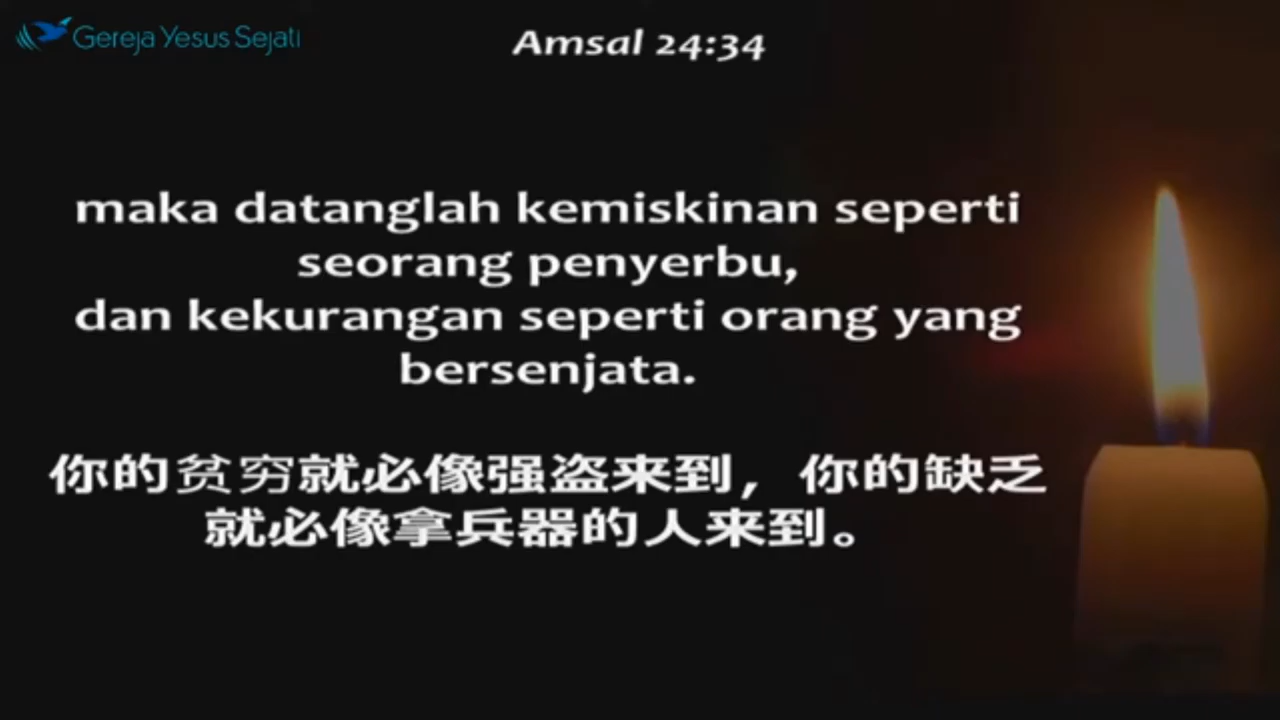 Gereja Yesus Sejati
Amsal 24:34
maka datanglah kemiskinan seperti
seorang penyerbu,
dan kekurangan seperti orang yang
bersenjata.
你的贫穷就必像强盗来到，你的缺乏
就必像拿兵器的人来到。